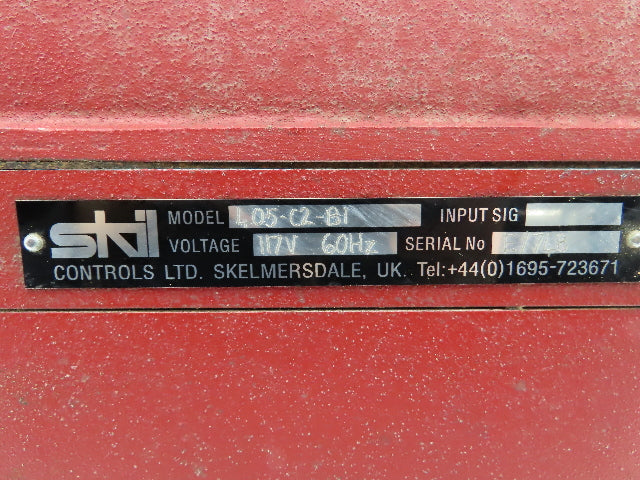 skil MODEL L05-C2-B1 INPUT SIG
VOLTAGE 117V 60Hz SERIAL No
CONTROLS LTD. SKELMERSDALE, UK. Tel:+44(0)1695-723671